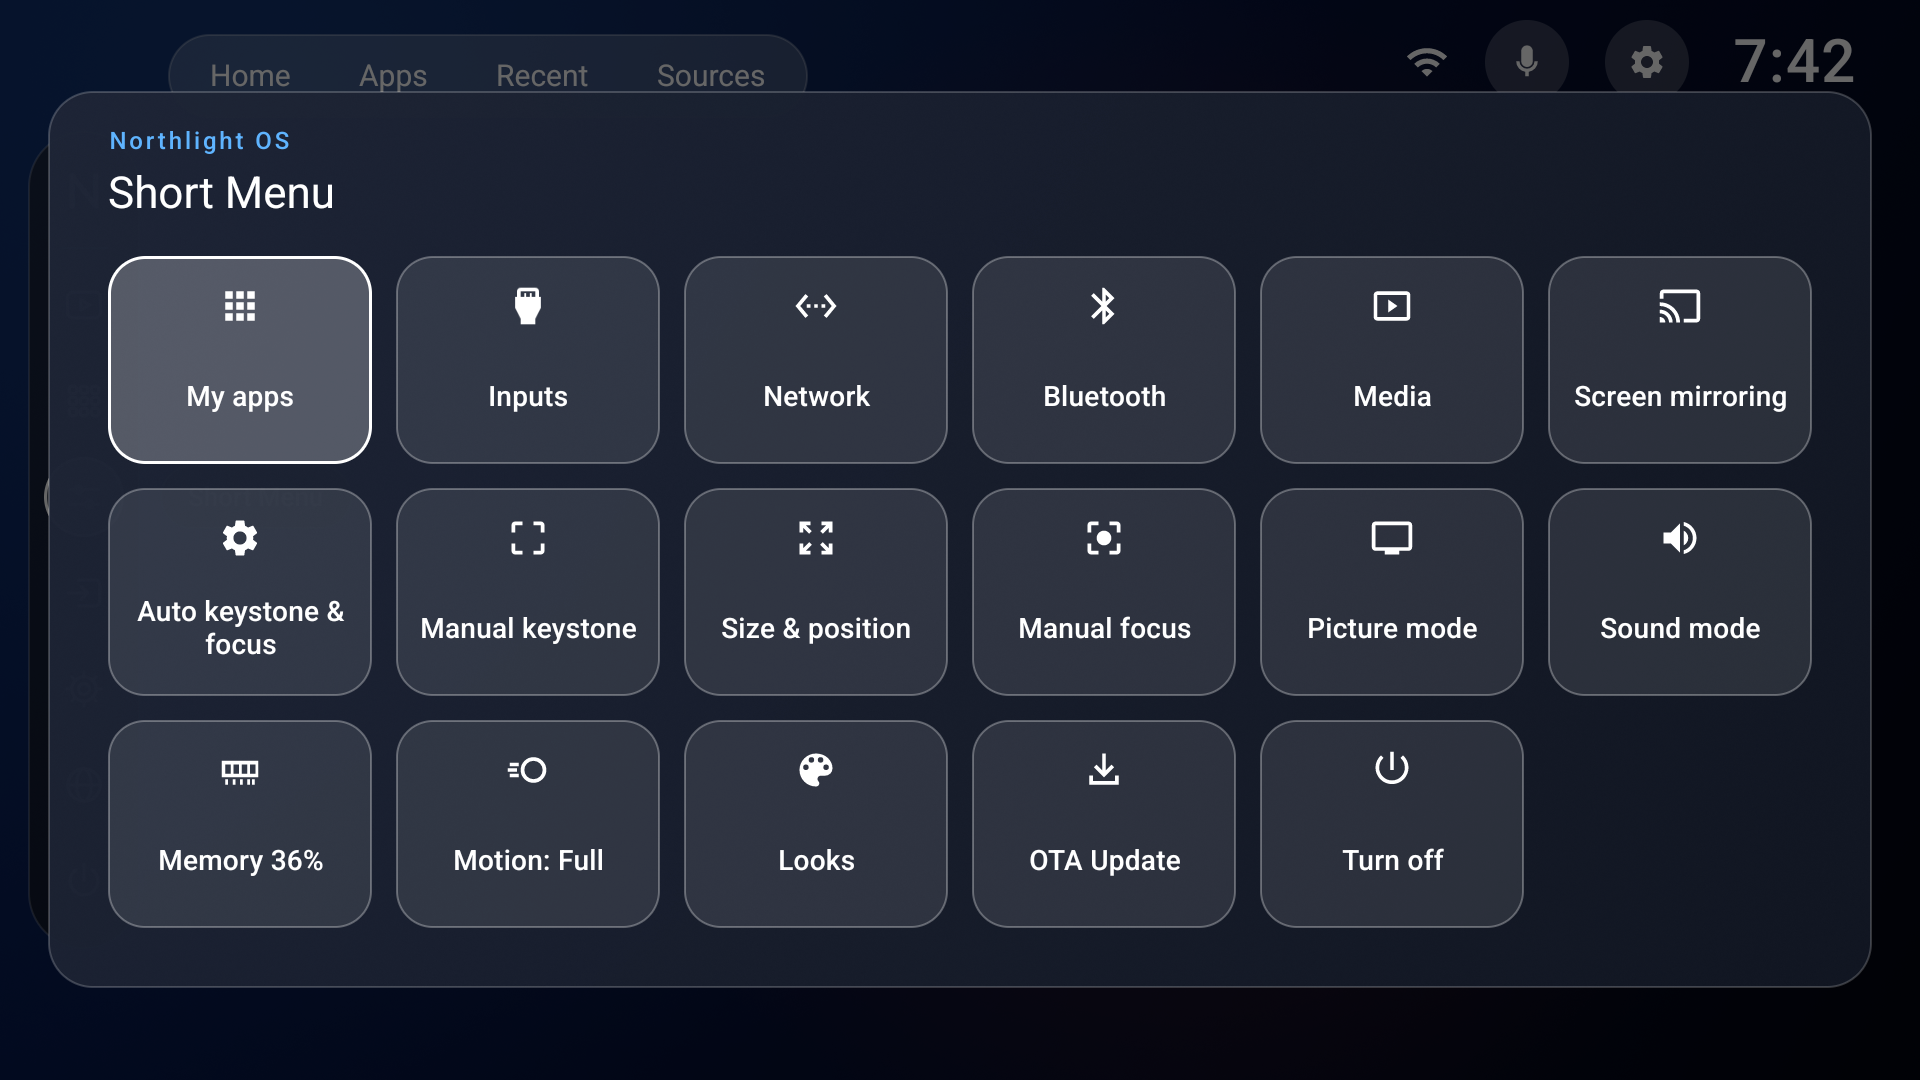 Home Apps Recent Sources
7:42
Northlight OS
Short Menu
My apps
Inputs
Network
Bluetooth
Media
Screen mirroring
Auto keystone &
focus
Manual keystone
Size & position
Manual focus
Picture mode
Sound mode
Memory 36%
Motion: Full
Looks
OTA Update
Turn off